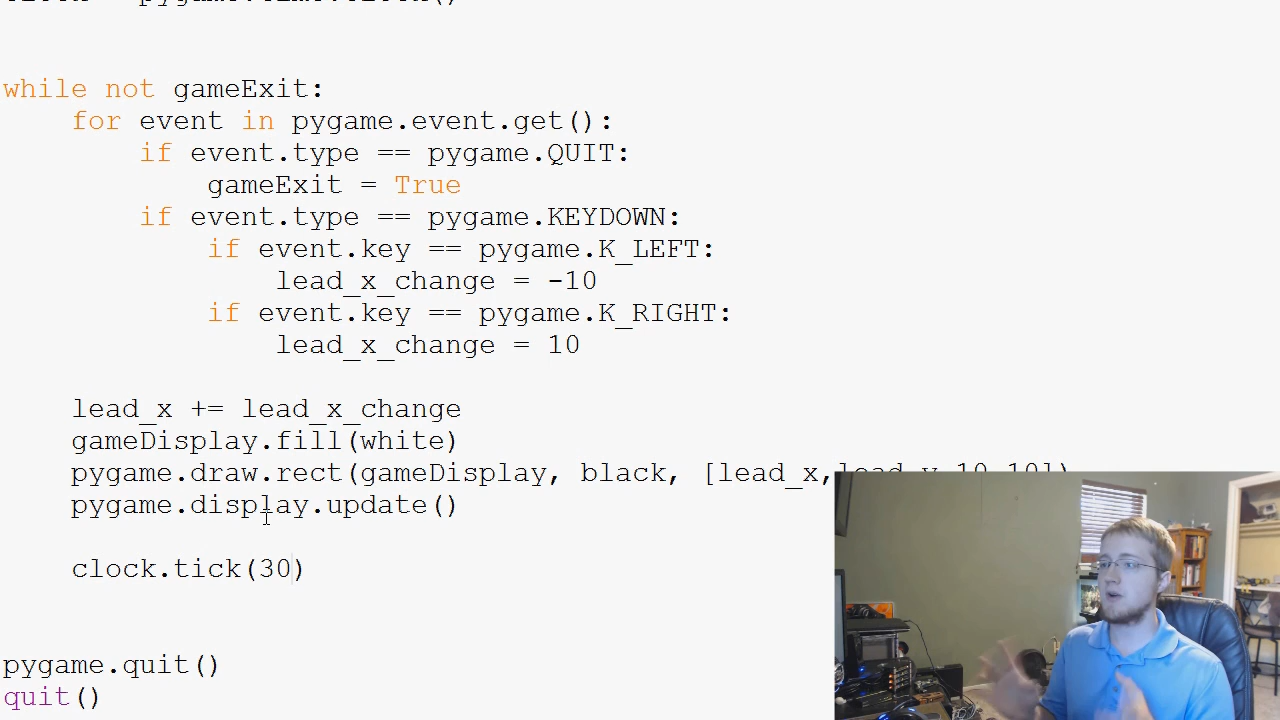 while not gameExit:
for event in pygame.event.get():
if event.type == pygame.QUIT:
gameExit = True
if event.type == pygame.KEYDOWN:
if event.key == pygame.K_LEFT:
lead_x_change = -10
if event.key == pygame.K_RIGHT:
lead_x_change = 10
lead_x += lead_x_change
gameDisplay.fill(white)
pygame.draw.rect(gameDisplay, black, [lead_x,
pygame.display.update()
clock.tick(30)
pygame.quit()
quit()